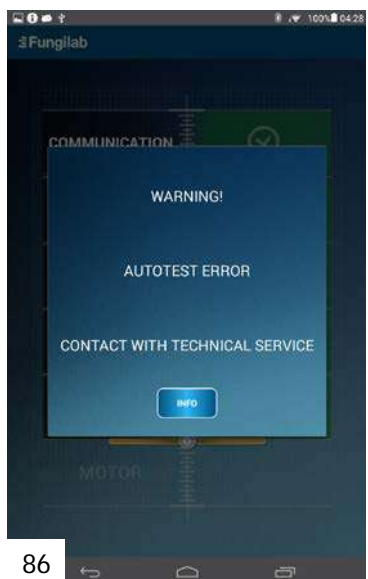 100% 04:28
Fungilab
COMMUNICATION
WARNING!
AUTOTEST ERROR
CONTACT WITH TECHNICAL SERVICE
INFO
MOTOR
86